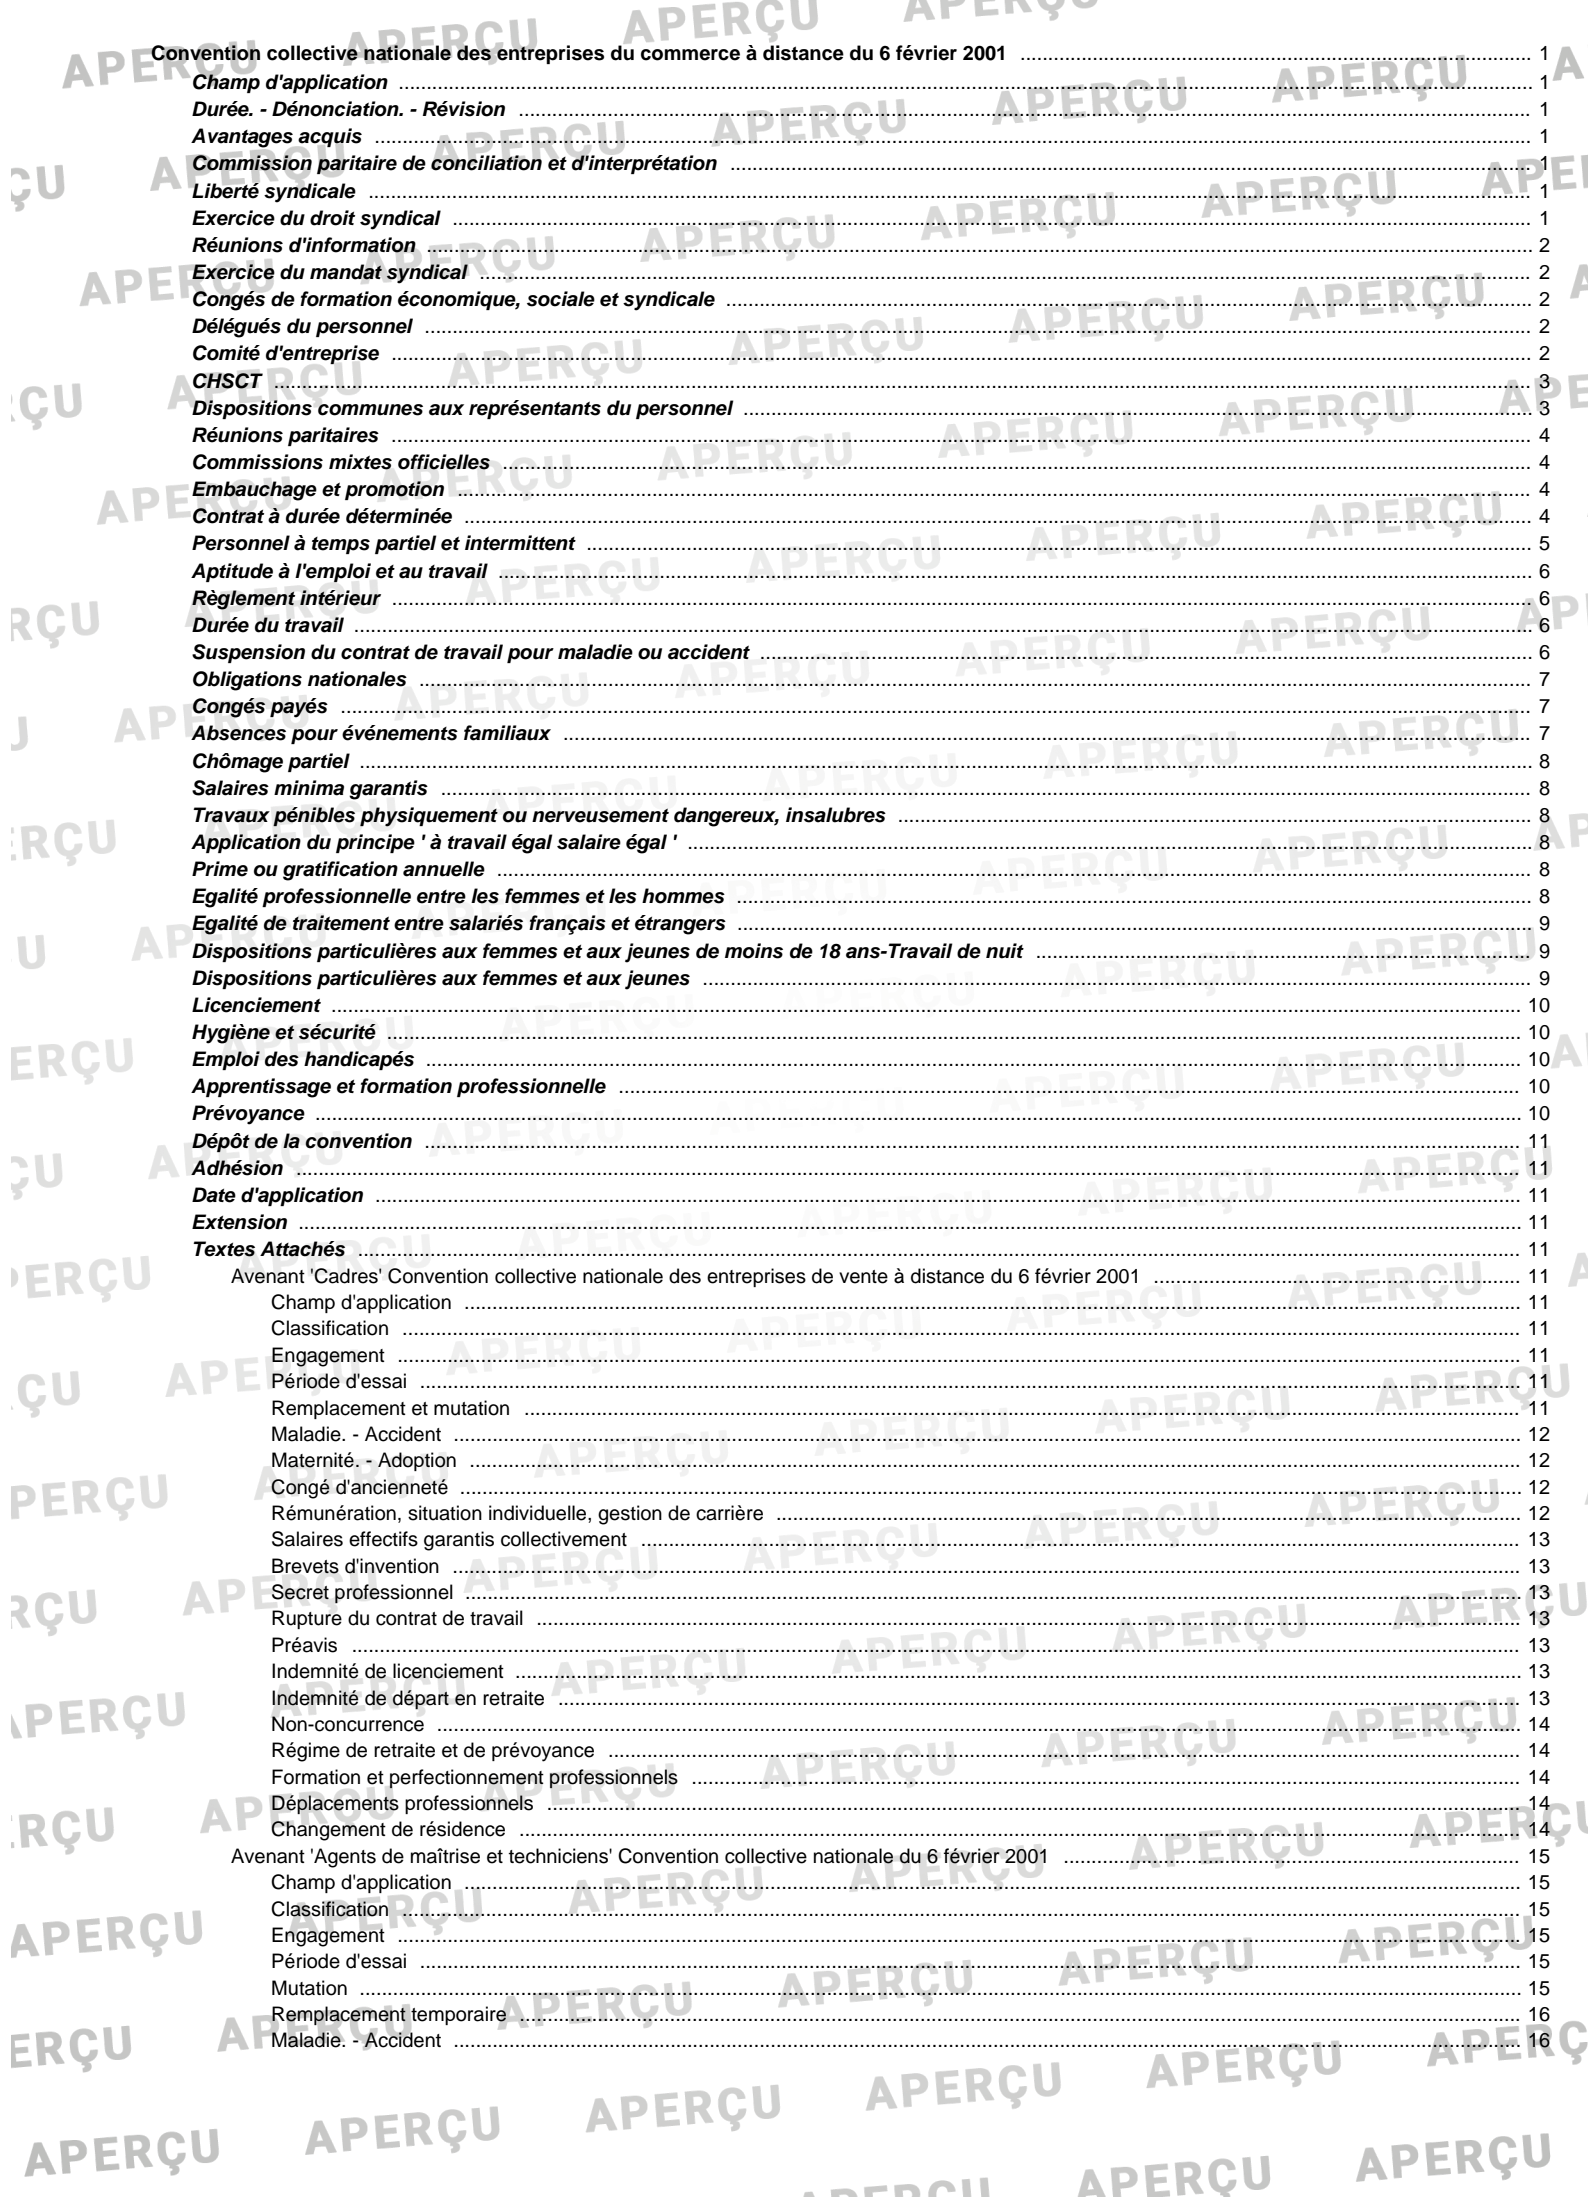 Convention collective nationale des entreprises du commerce à distance du 6 février 2001 1
Champ d'application 1
Durée. - Dénonciation. - Révision 1
Avantages acquis 1
Commission paritaire de conciliation et d'interprétation 1
Liberté syndicale 1
Exercice du droit syndical 1
Réunions d'information 2
Exercice du mandat syndical 2
Congés de formation économique, sociale et syndicale 2
Délégués du personnel 2
Comité d'entreprise 2
CHSCT 3
Dispositions communes aux représentants du personnel 3
Réunions paritaires 4
Commissions mixtes officielles 4
Embauchage et promotion 4
Contrat à durée déterminée 4
Personnel à temps partiel et intermittent 5
Aptitude à l'emploi et au travail 6
Règlement intérieur 6
Durée du travail 6
Suspension du contrat de travail pour maladie ou accident 6
Obligations nationales 7
Congés payés 7
Absences pour événements familiaux 7
Chômage partiel 8
Salaires minima garantis 8
Travaux pénibles physiquement ou nerveusement dangereux, insalubres 8
Application du principe ' à travail égal salaire égal ' 8
Prime ou gratification annuelle 8
Egalité professionnelle entre les femmes et les hommes 8
Egalité de traitement entre salariés français et étrangers 9
Dispositions particulières aux femmes et aux jeunes de moins de 18 ans-Travail de nuit 9
Dispositions particulières aux femmes et aux jeunes 9
Licenciement 10
Hygiène et sécurité 10
Emploi des handicapés 10
Apprentissage et formation professionnelle 10
Prévoyance 10
Dépôt de la convention 11
Adhésion 11
Date d'application 11
Extension 11
Textes Attachés 11
Avenant 'Cadres' Convention collective nationale des entreprises de vente à distance du 6 février 2001 11
Champ d'application 11
Classification 11
Engagement 11
Période d'essai 11
Remplacement et mutation 11
Maladie. - Accident 12
Maternité. - Adoption 12
Congé d'ancienneté 12
Rémunération, situation individuelle, gestion de carrière 12
Salaires effectifs garantis collectivement 13
Brevets d'invention 13
Secret professionnel 13
Rupture du contrat de travail 13
Préavis 13
Indemnité de licenciement 13
Indemnité de départ en retraite 13
Non-concurrence 14
Régime de retraite et de prévoyance 14
Formation et perfectionnement professionnels 14
Déplacements professionnels 14
Changement de résidence 14
Avenant 'Agents de maîtrise et techniciens' Convention collective nationale du 6 février 2001 15
Champ d'application 15
Classification 15
Engagement 15
Période d'essai 15
Mutation 15
Remplacement temporaire 16
Maladie. - Accident 16
APERÇU